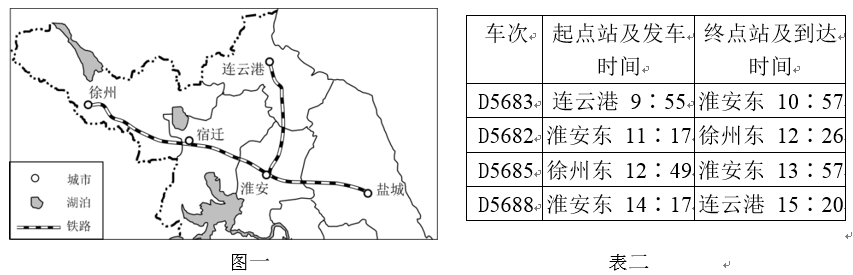 连云港
徐州
宿迁
淮安
盐城
城市
湖泊
铁路
图一
车次 起点站及发车时间 终点站及到达时间
D5683 连云港 9：55 淮安东 10：57
D5682 淮安东 11：17 徐州东 12：26
D5685 徐州东 12：49 淮安东 13：57
D5688 淮安东 14：17 连云港 15：20
表二